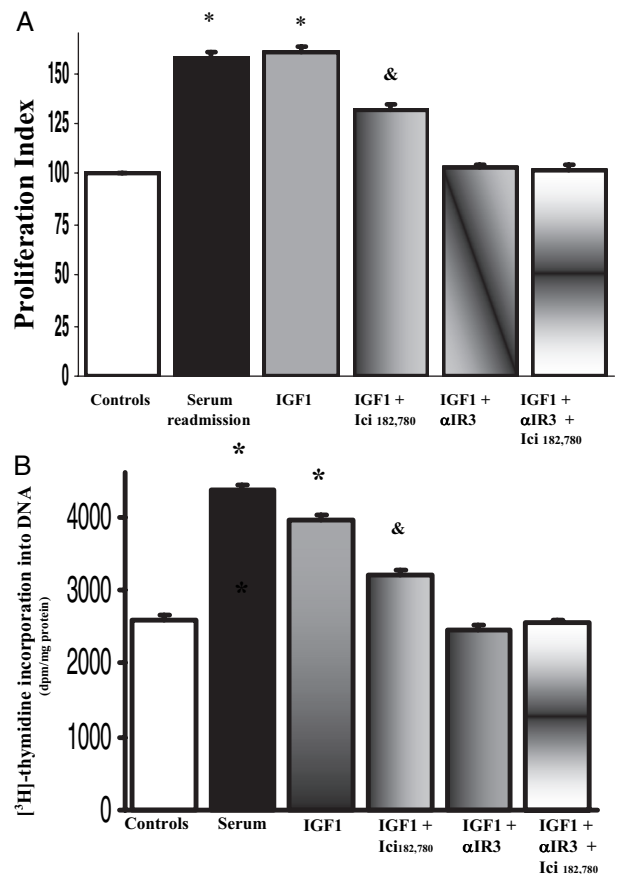 A
* *
&
Proliferation Index
150
125
100
75
50
25
0
Controls
Serum
readmission
IGF1
IGF1 +
Ici 182,780
IGF1 +
αIR3
IGF1 +
αIR3 +
Ici 182,780
B
* *
&
*
[³H]-thymidine incorporation into DNA
(dpm/mg protein)
4000
3000
2000
1000
0
Controls
Serum
IGF1
IGF1 +
Ici182,780
IGF1 +
αIR3
IGF1 +
αIR3 +
Ici 182,780